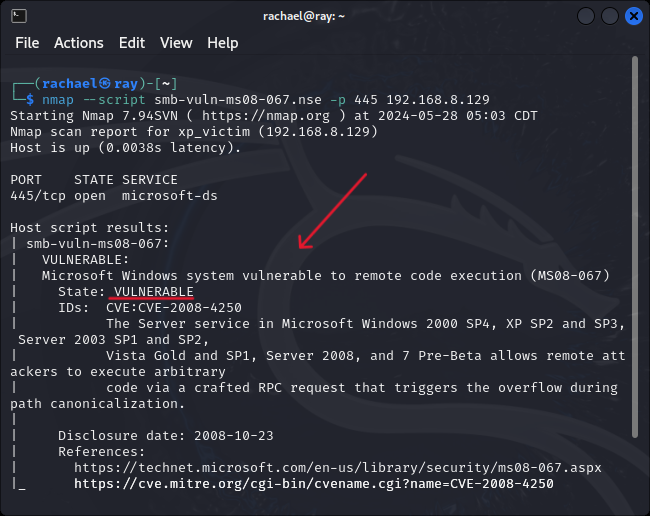 rachael@ray: ~
File Actions Edit View Help
┌──(rachael㉿ray)-[~]
└─$ nmap --script smb-vuln-ms08-067.nse -p 445 192.168.8.129
Starting Nmap 7.94SVN ( https://nmap.org ) at 2024-05-28 05:03 CDT
Nmap scan report for xp_victim (192.168.8.129)
Host is up (0.0038s latency).
PORT    STATE SERVICE
445/tcp open  microsoft-ds
Host script results:
| smb-vuln-ms08-067:
|   VULNERABLE:
|   Microsoft Windows system vulnerable to remote code execution (MS08-067)
|     State: VULNERABLE
|     IDs:  CVE:CVE-2008-4250
|           The Server service in Microsoft Windows 2000 SP4, XP SP2 and SP3,
 Server 2003 SP1 and SP2,
|           Vista Gold and SP1, Server 2008, and 7 Pre-Beta allows remote att
ackers to execute arbitrary
|           code via a crafted RPC request that triggers the overflow during
path canonicalization.
|
|     Disclosure date: 2008-10-23
|     References:
|       https://technet.microsoft.com/en-us/library/security/ms08-067.aspx
|_      https://cve.mitre.org/cgi-bin/cvename.cgi?name=CVE-2008-4250